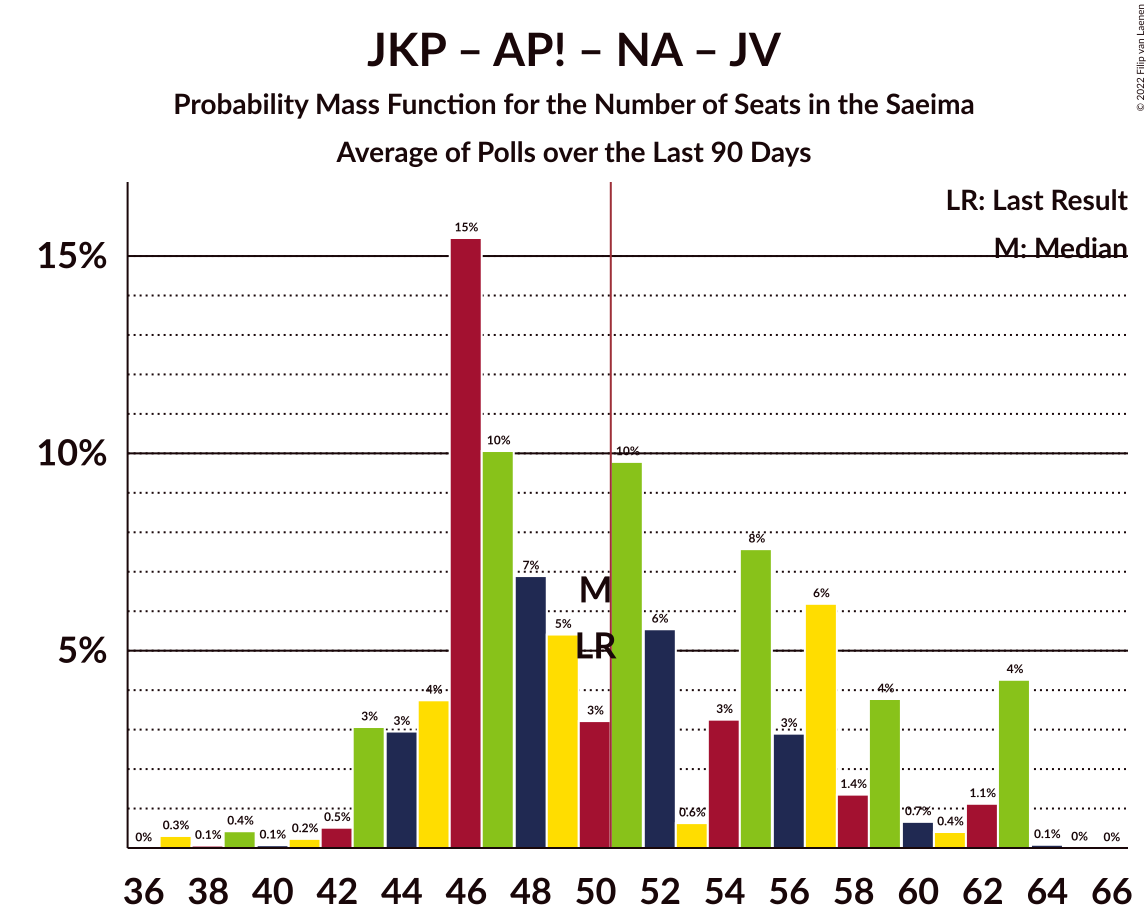 JKP – AP! – NA – JV
Probability Mass Function for the Number of Seats in the Saeima
Average of Polls over the Last 90 Days
© 2022 Filip van Laenen
LR: Last Result
M: Median
15%
10%
5%
0% 0.3% 0.1% 0.4% 0.1% 0.2% 0.5% 3% 3% 4% 15% 10% 7% 5% 3% 10% 6% 0.6% 3% 8% 3% 6% 1.4% 4% 0.7% 0.4% 1.1% 4% 0.1% 0% 0%
M
LR
36 38 40 42 44 46 48 50 52 54 56 58 60 62 64 66